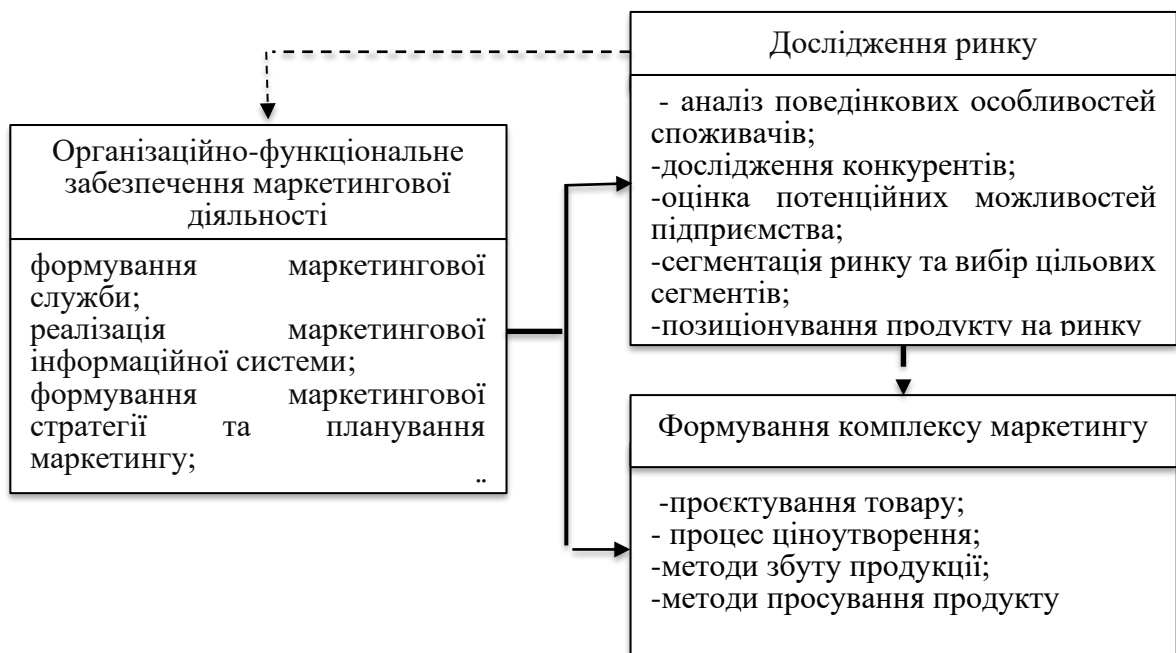 Організаційно-функціональне
забезпечення маркетингової
діяльності
формування маркетингової
служби;
реалізація маркетингової
інформаційної системи;
формування маркетингової
стратегії та планування
маркетингу;
Дослідження ринку
- аналіз поведінкових особливостей
споживачів;
-дослідження конкурентів;
-оцінка потенційних можливостей
підприємства;
-сегментація ринку та вибір цільових
сегментів;
-позиціонування продукту на ринку
Формування комплексу маркетингу
-проєктування товару;
- процес ціноутворення;
-методи збуту продукції;
-методи просування продукту